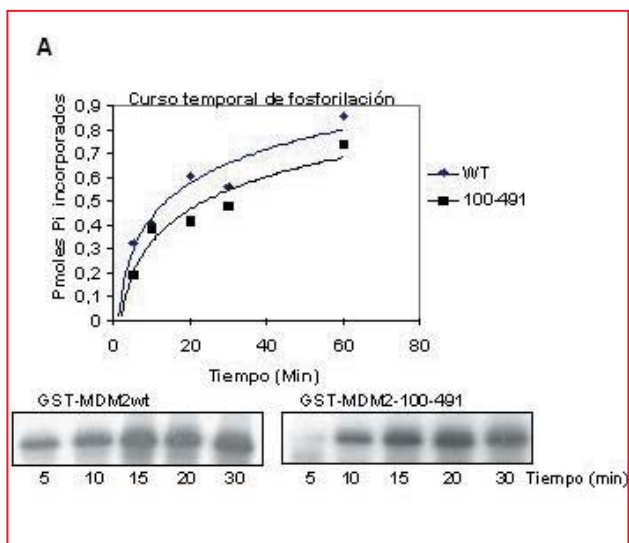 A
Curso temporal de fosforilación
Pmoles Pi incorporados
0,9
0,8
0,7
0,6
0,5
0,4
0,3
0,2
0,1
0
0 20 40 60 80
Tiempo (Min)
WT
100-491
GST-MDM2wt GST-MDM2-100-491
5 10 15 20 30 5 10 15 20 30 Tiempo (min)